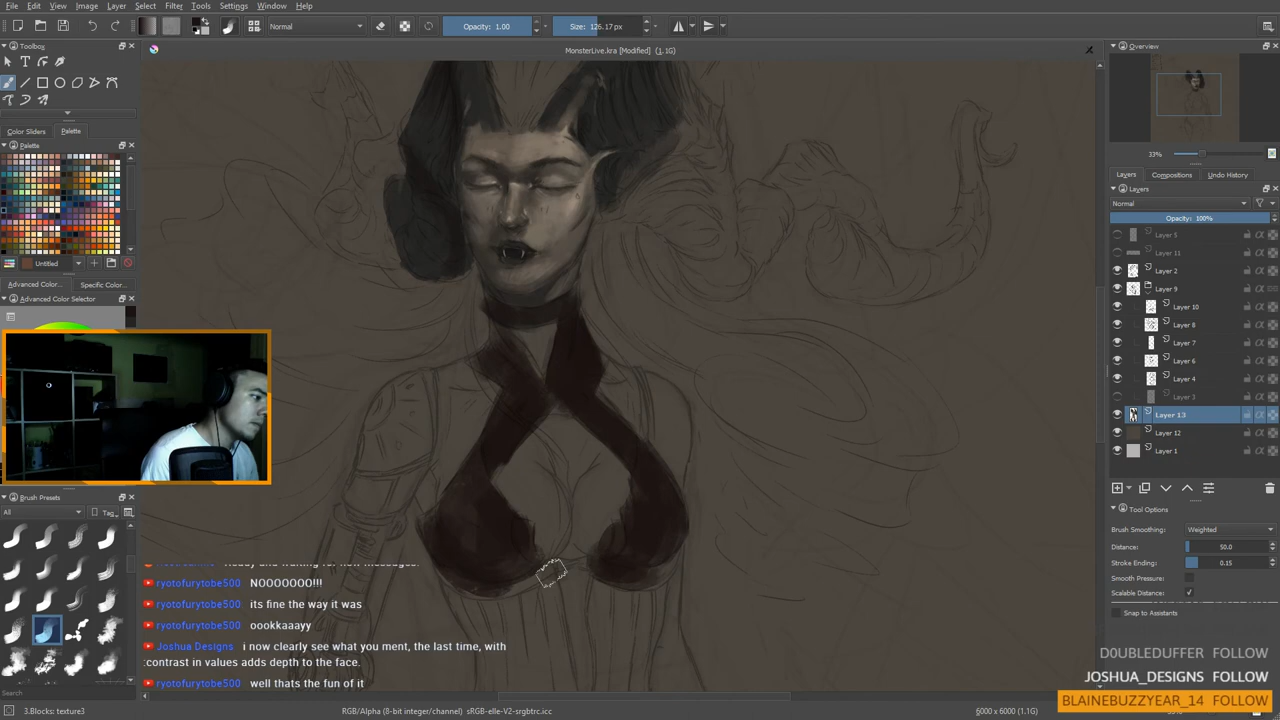 File Edit View Image Layer Select Filter Tools Settings Window Help
Normal
Opacity: 1.00
Size: 126.17 px
MonsterLive.kra [Modified] (1.1G)
Toolbox
Color Sliders
Palette
Palette
Untitled
Advanced Color...
Specific Color...
Advanced Color Selector
Brush Presets
All
Tag
Search
3.Blocks: texture3
RGB/Alpha (8-bit integer/channel) sRGB-elle-V2-srgbtrc.icc
6000 x 6000 (1.1G)
ryotofurytobe500 NOOOOOOO!!!
ryotofurytobe500 its fine the way it was
ryotofurytobe500 oookkaaayy
Joshua Designs i now clearly see what you ment, the last time, with
contrast in values adds depth to the face.
ryotofurytobe500 well thats the fun of it
Overview
33%
Layers
Compositions
Undo History
Layers
Normal
Opacity: 100%
Layer 5
Layer 11
Layer 2
Layer 9
Layer 10
Layer 8
Layer 7
Layer 6
Layer 4
Layer 3
Layer 13
Layer 12
Layer 1
Tool Options
Brush Smoothing: Weighted
Distance: 50.0
Stroke Ending: 0.15
Smooth Pressure:
Scalable Distance:
Snap to Assistants
D0UBLEDUFFER FOLLOW
JOSHUA_DESIGNS FOLLOW
BLAINEBUZZYEAR_14 FOLLOW